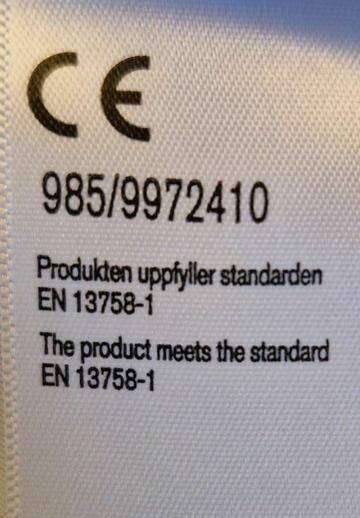 CE
985/9972410
Produkten uppfyller standarden
EN 13758-1
The product meets the standard
EN 13758-1